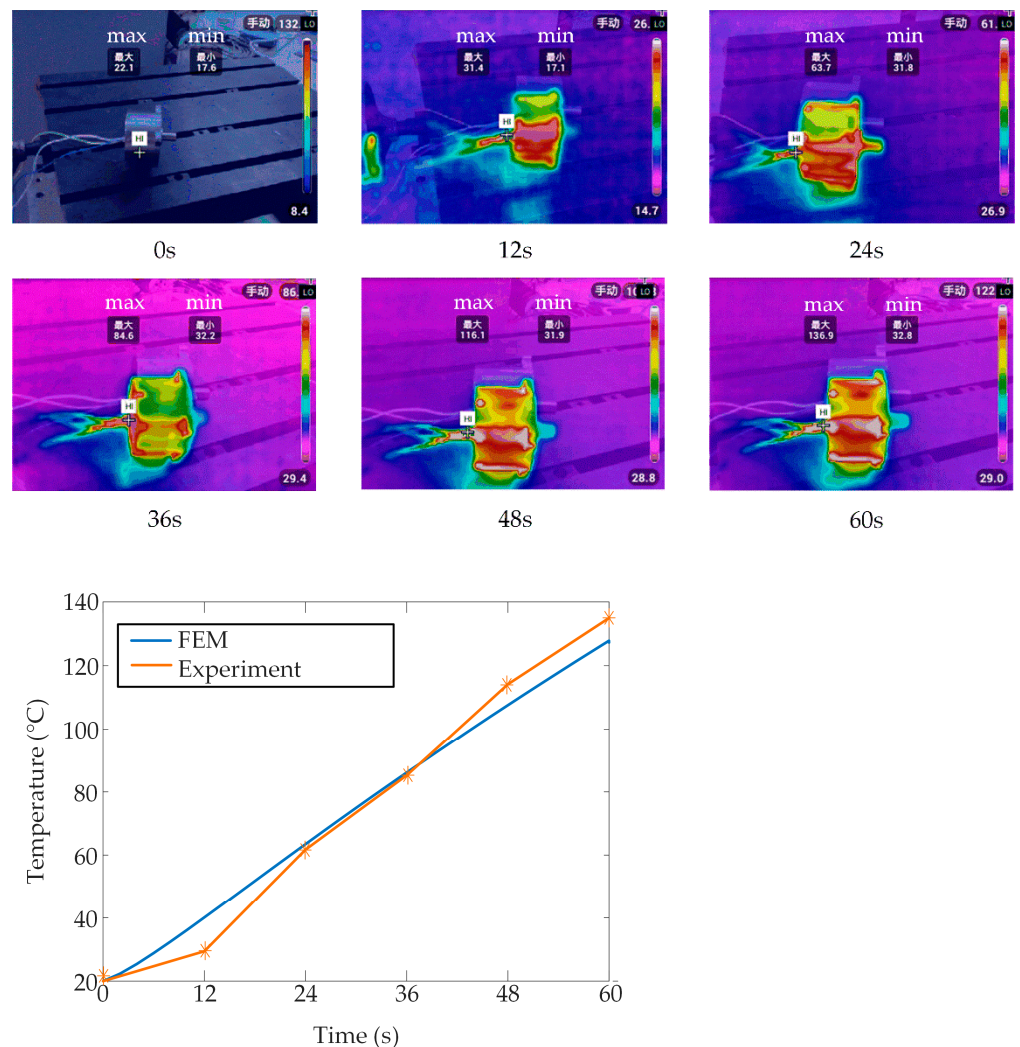 手动 132. LO
max min
最大 最小
22.1 17.6
HI
8.4
0s
手动 26. LO
max min
最大 最小
31.4 17.1
HI
14.7
12s
手动 61. LO
max min
最大 最小
63.7 31.8
HI
26.9
24s
手动 86. LO
max min
最大 最小
84.6 32.2
HI
29.4
36s
手动 LO
max min
最大 最小
116.1 31.9
HI
28.8
48s
手动 122 LO
max min
最大 最小
136.9 32.8
HI
29.0
60s
140
120
100
80
60
40
20
Temperature (°C)
FEM
Experiment
0 12 24 36 48 60
Time (s)